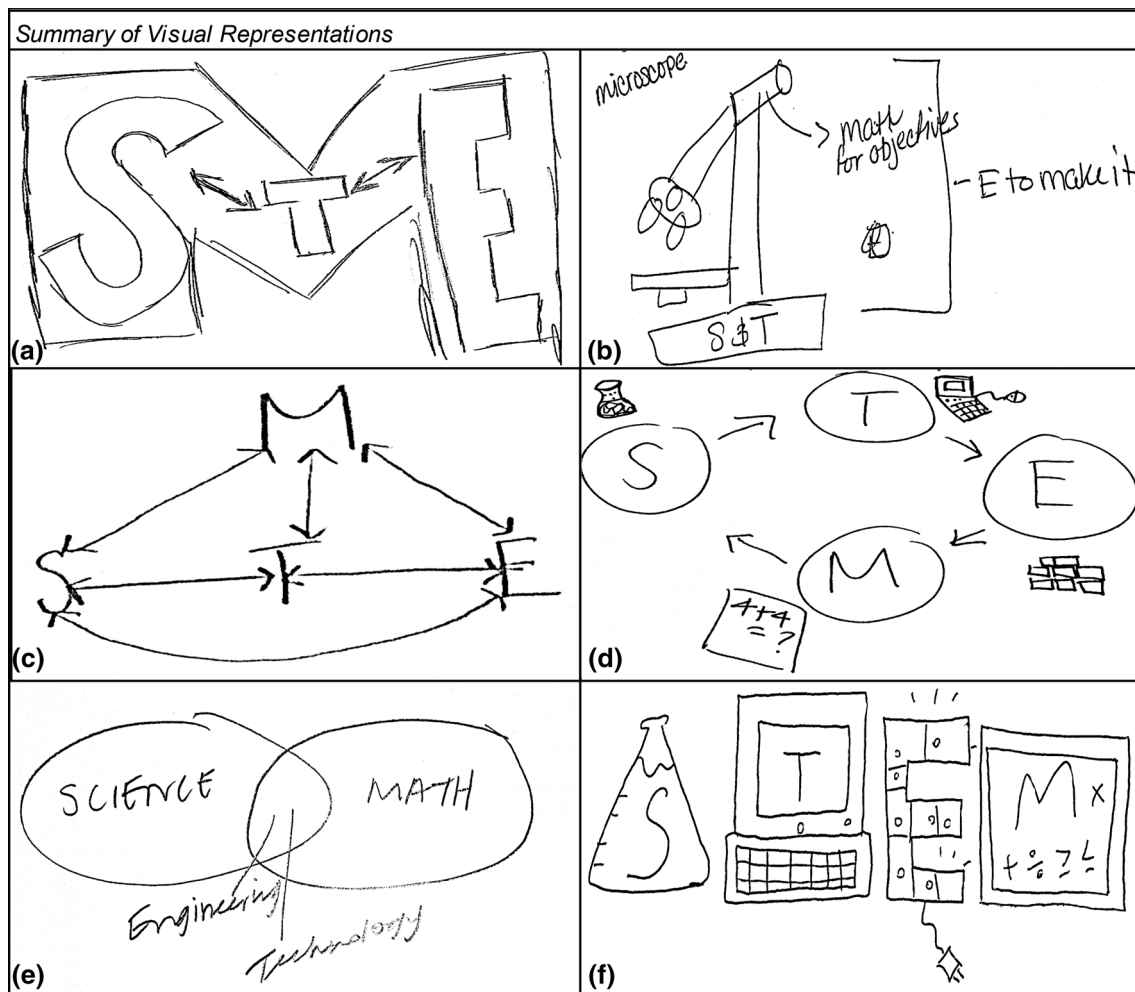 Summary of Visual Representations
S T E
(a)
microscope
math
for objectives
E to make it
S & T
(b)
M
S T E
(c)
T
S
E
M
4+4
= ?
(d)
SCIENCE MATH
Engineering
Technology
(e)
T
M x
S
+ ÷ ≥ ≤
(f)